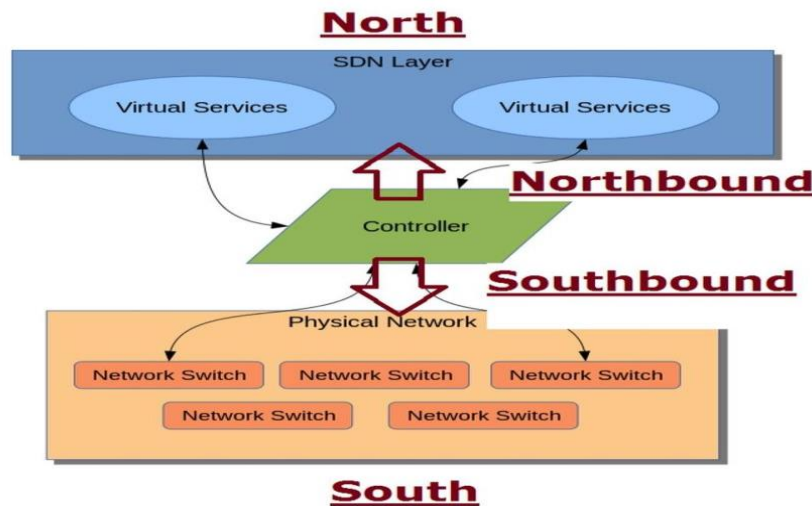 North
SDN Layer
Virtual Services
Virtual Services
Northbound
Controller
Southbound
Physical Network
Network Switch
Network Switch
Network Switch
Network Switch
Network Switch
South